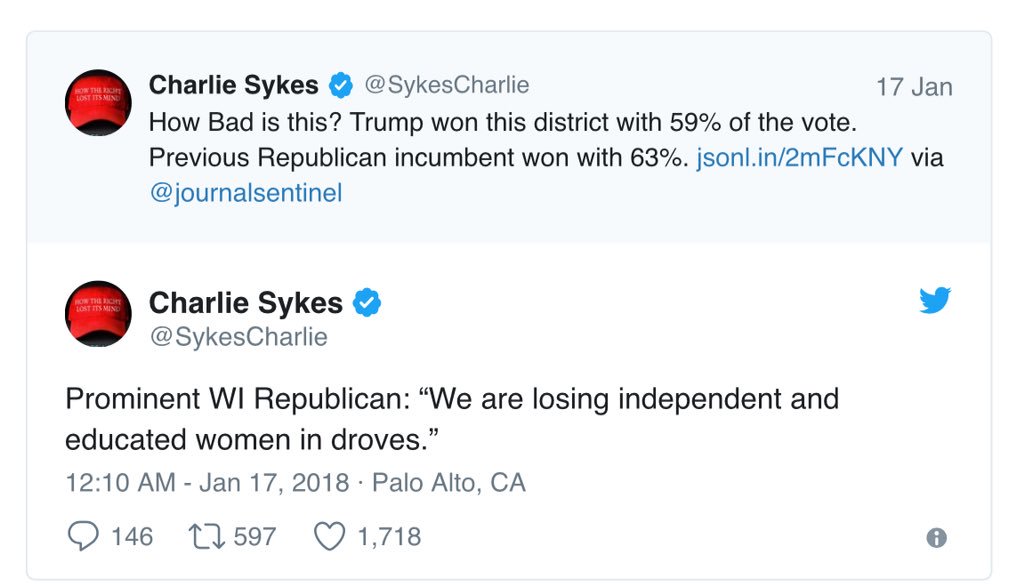 Charlie Sykes @SykesCharlie 17 Jan
HOW THE RIGHT
LOST ITS MIND
How Bad is this? Trump won this district with 59% of the vote.
Previous Republican incumbent won with 63%. jsonl.in/2mFcKNY via
@journalsentinel
Charlie Sykes
HOW THE RIGHT
LOST ITS MIND
@SykesCharlie
Prominent WI Republican: “We are losing independent and
educated women in droves.”
12:10 AM - Jan 17, 2018 · Palo Alto, CA
146 597 1,718